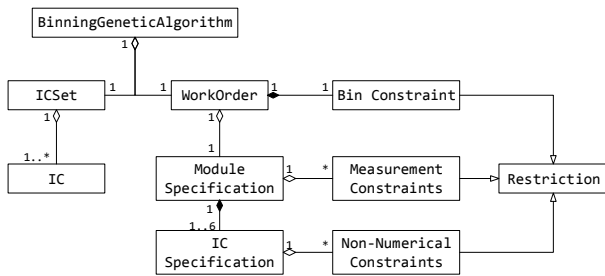 BinningGeneticAlgorithm
1
1 1
ICSet
WorkOrder
1 1
Bin Constraint
1
1
1..*
1
IC
Module
Specification
1 *
Measurement
Constraints
Restriction
1
1..6
IC
Specification
1 *
Non-Numerical
Constraints